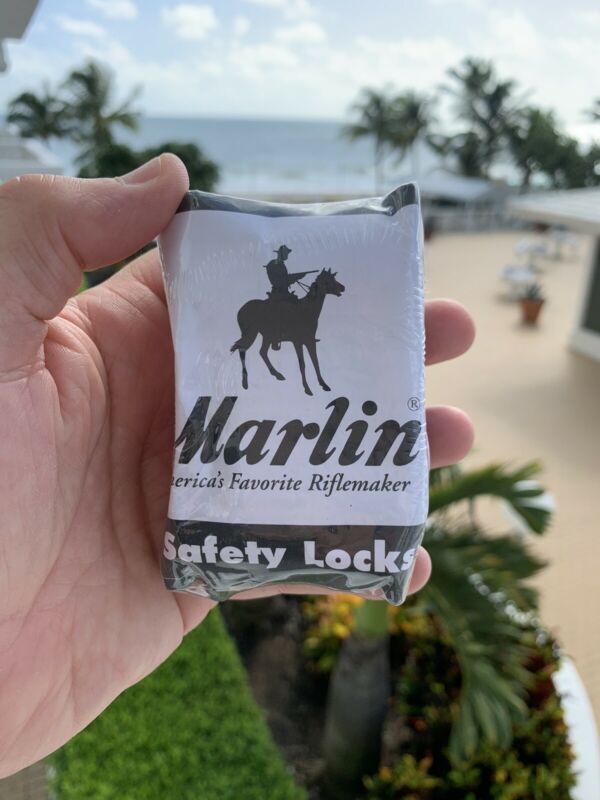 Marlin®
erica's Favorite Riflemaker
Safety Locks